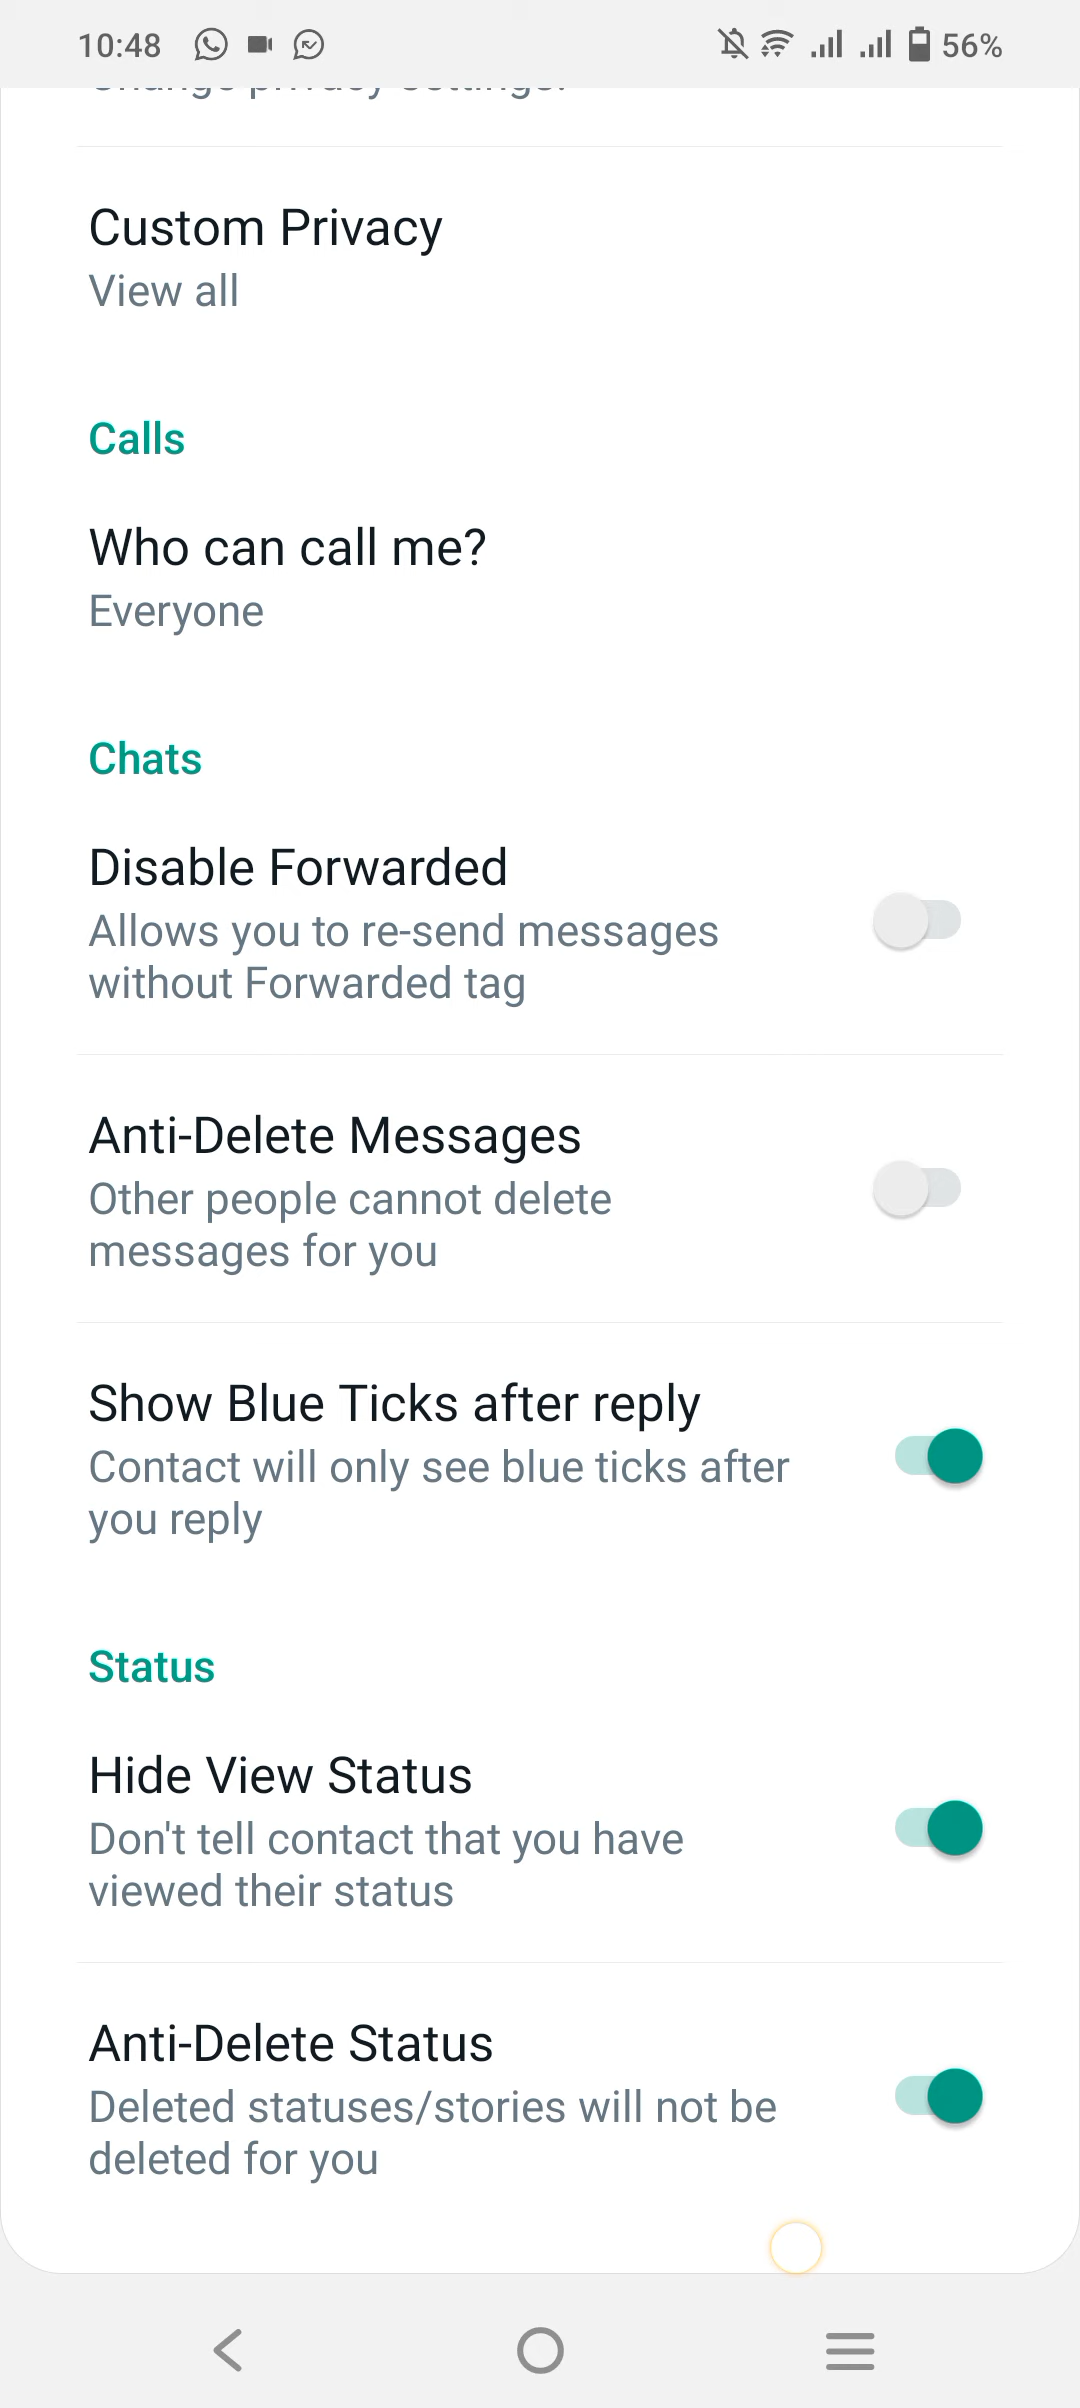 10:48
56%
Change privacy settings.
Custom Privacy
View all
Calls
Who can call me?
Everyone
Chats
Disable Forwarded
Allows you to re-send messages
without Forwarded tag
Anti-Delete Messages
Other people cannot delete
messages for you
Show Blue Ticks after reply
Contact will only see blue ticks after
you reply
Status
Hide View Status
Don't tell contact that you have
viewed their status
Anti-Delete Status
Deleted statuses/stories will not be
deleted for you